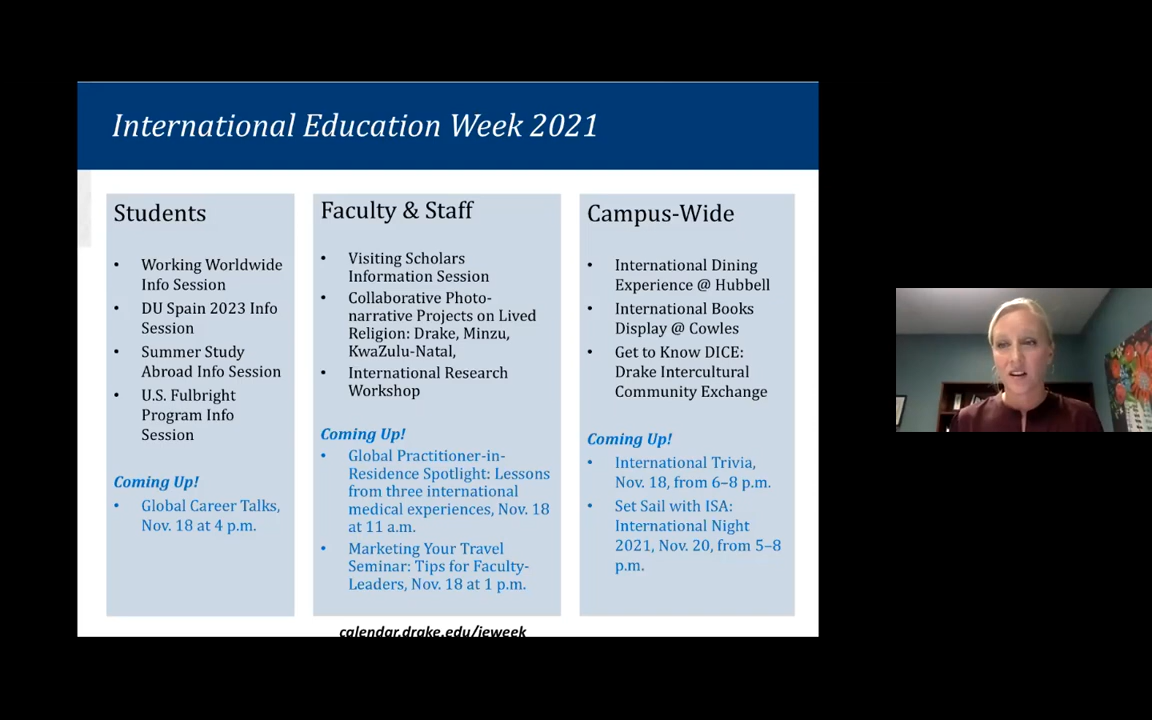 International Education Week 2021
Students
• Working Worldwide
Info Session
• DU Spain 2023 Info
Session
• Summer Study
Abroad Info Session
• U.S. Fulbright
Program Info
Session
Coming Up!
• Global Career Talks,
Nov. 18 at 4 p.m.
Faculty & Staff
• Visiting Scholars
Information Session
• Collaborative Photo-
narrative Projects on Lived
Religion: Drake, Minzu,
KwaZulu-Natal,
• International Research
Workshop
Coming Up!
• Global Practitioner-in-
Residence Spotlight: Lessons
from three international
medical experiences, Nov. 18
at 11 a.m.
• Marketing Your Travel
Seminar: Tips for Faculty-
Leaders, Nov. 18 at 1 p.m.
Campus-Wide
• International Dining
Experience @ Hubbell
• International Books
Display @ Cowles
• Get to Know DICE:
Drake Intercultural
Community Exchange
Coming Up!
• International Trivia,
Nov. 18, from 6–8 p.m.
• Set Sail with ISA:
International Night
2021, Nov. 20, from 5–8
p.m.
calendar.drake.edu/ieweek